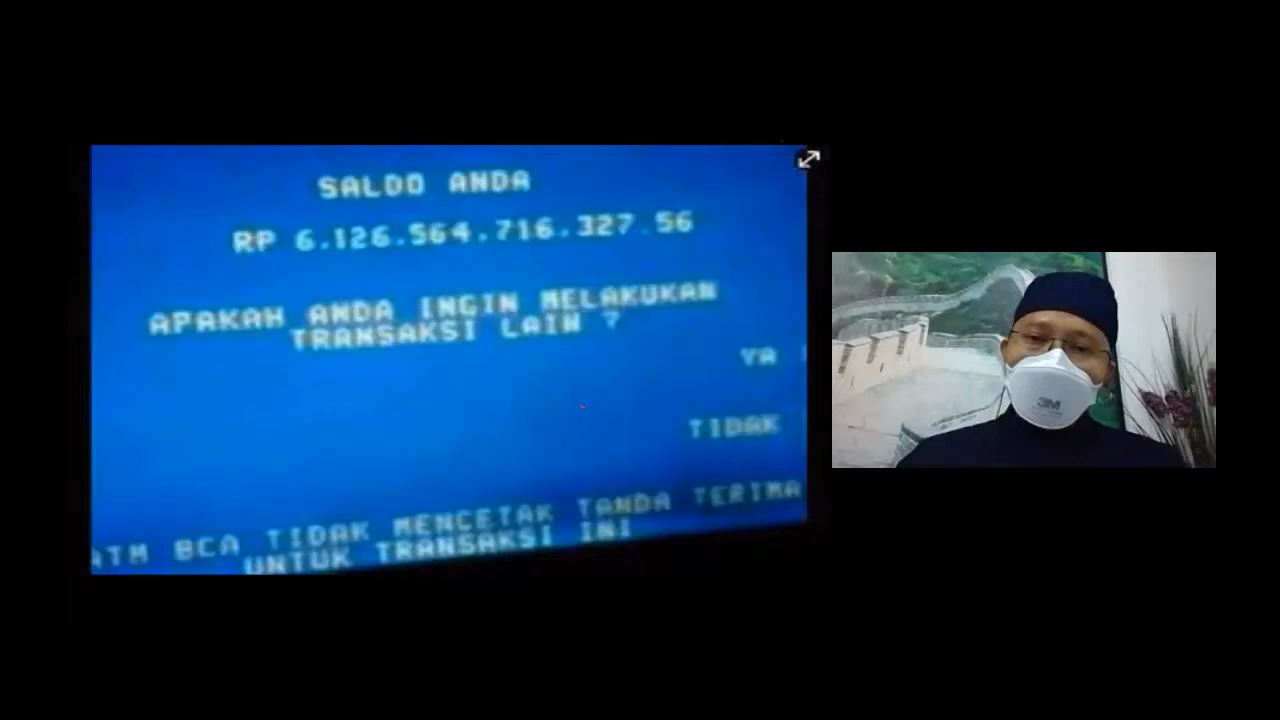 SALDO ANDA
RP 6.126.564.716.327.56
APAKAH ANDA INGIN MELAKUKAN
TRANSAKSI LAIN ?
YA
TIDAK
ATM BCA TIDAK MENCETAK TANDA TERIMA
UNTUK TRANSAKSI INI
3M